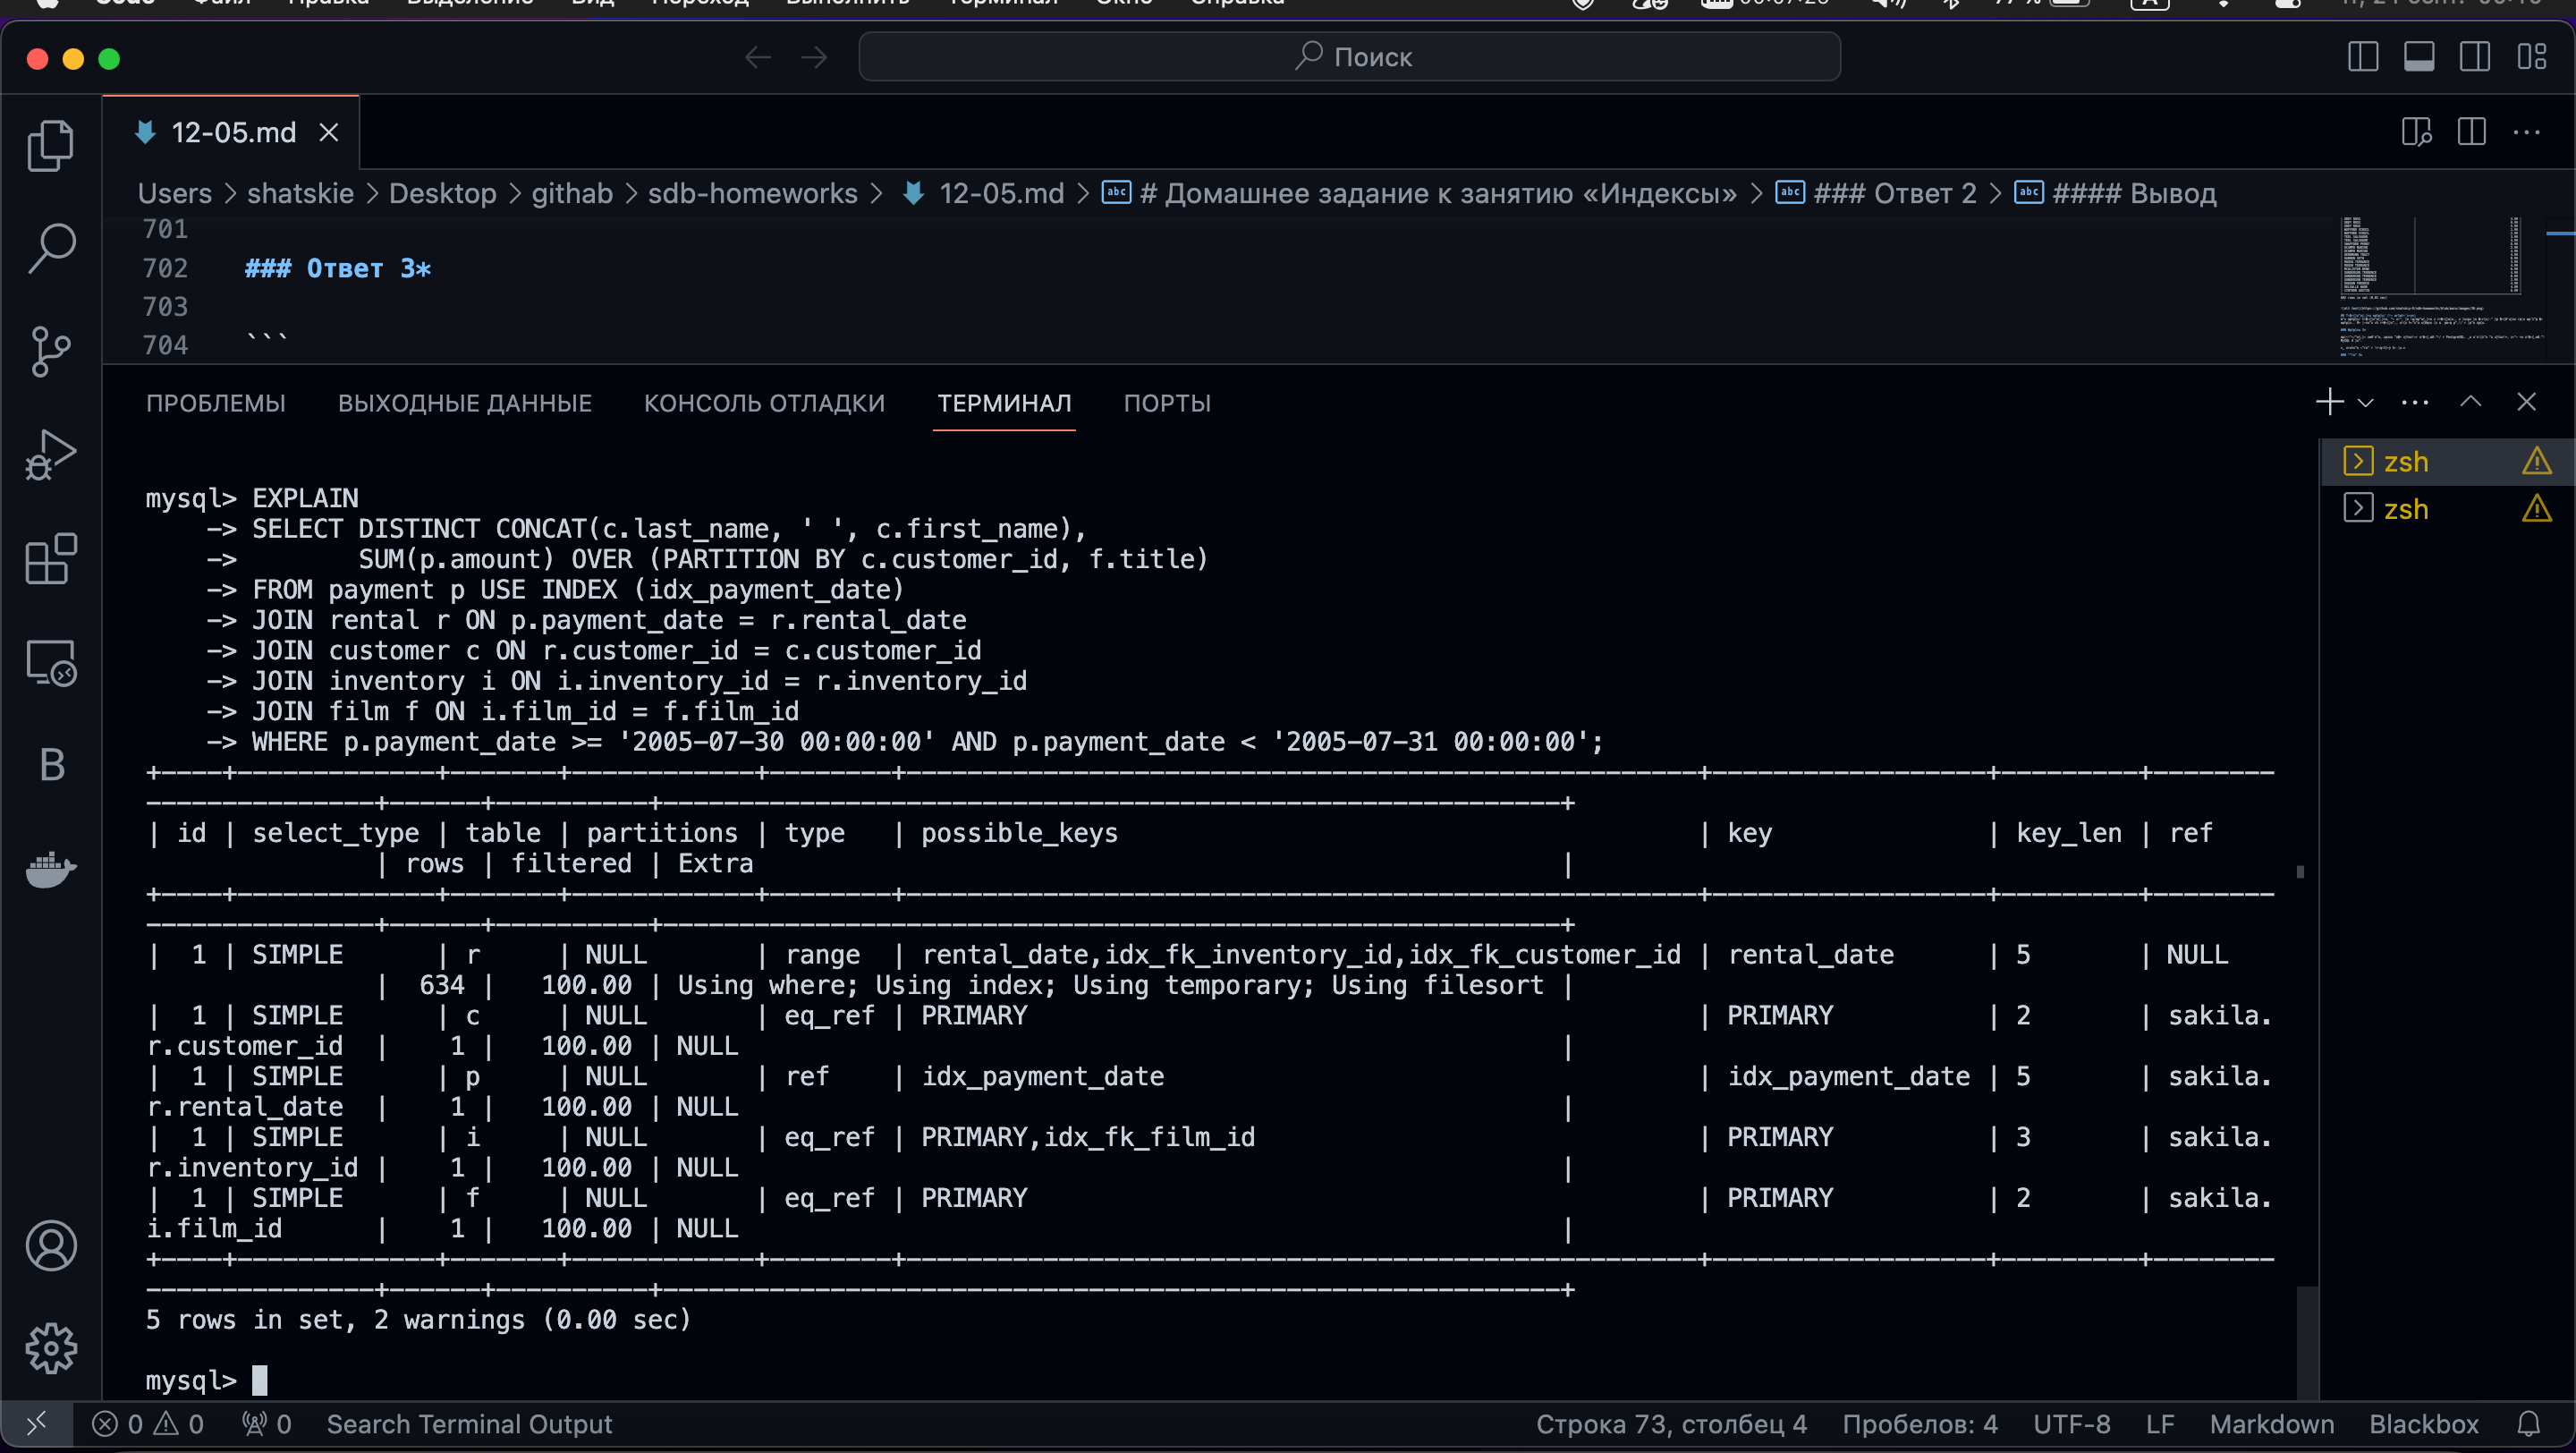 Поиск
12-05.md
Users > shatskie > Desktop > githab > sdb-homeworks > 12-05.md > # Домашнее задание к занятию «Индексы» > ### Ответ 2 > #### Вывод
701
702 ### Ответ 3*
703
704 ```
ПРОБЛЕМЫ ВЫХОДНЫЕ ДАННЫЕ КОНСОЛЬ ОТЛАДКИ ТЕРМИНАЛ ПОРТЫ
zsh
zsh
mysql> EXPLAIN
-> SELECT DISTINCT CONCAT(c.last_name, ' ', c.first_name),
-> SUM(p.amount) OVER (PARTITION BY c.customer_id, f.title)
-> FROM payment p USE INDEX (idx_payment_date)
-> JOIN rental r ON p.payment_date = r.rental_date
-> JOIN customer c ON r.customer_id = c.customer_id
-> JOIN inventory i ON i.inventory_id = r.inventory_id
-> JOIN film f ON i.film_id = f.film_id
-> WHERE p.payment_date >= '2005-07-30 00:00:00' AND p.payment_date < '2005-07-31 00:00:00';
| id | select_type | table | partitions | type | possible_keys | key | key_len | ref
| rows | filtered | Extra |
| 1 | SIMPLE | r | NULL | range | rental_date,idx_fk_inventory_id,idx_fk_customer_id | rental_date | 5 | NULL
| 634 | 100.00 | Using where; Using index; Using temporary; Using filesort |
| 1 | SIMPLE | c | NULL | eq_ref | PRIMARY | PRIMARY | 2 | sakila.
r.customer_id | 1 | 100.00 | NULL |
| 1 | SIMPLE | p | NULL | ref | idx_payment_date | idx_payment_date | 5 | sakila.
r.rental_date | 1 | 100.00 | NULL |
| 1 | SIMPLE | i | NULL | eq_ref | PRIMARY,idx_fk_film_id | PRIMARY | 3 | sakila.
r.inventory_id | 1 | 100.00 | NULL |
| 1 | SIMPLE | f | NULL | eq_ref | PRIMARY | PRIMARY | 2 | sakila.
i.film_id | 1 | 100.00 | NULL |
5 rows in set, 2 warnings (0.00 sec)
mysql>
0 0 0 Search Terminal Output Строка 73, столбец 4 Пробелов: 4 UTF-8 LF Markdown Blackbox